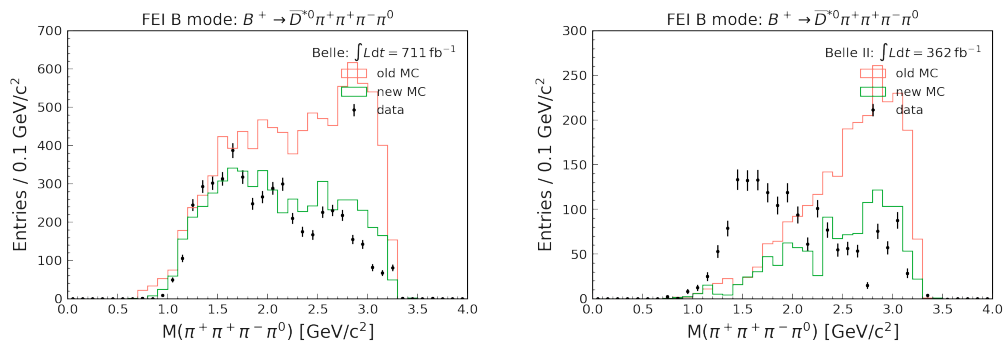 FEI B mode: B⁺ → D̅*⁰π⁺π⁺π⁻π⁰
Entries / 0.1 GeV/c²
700
600
500
400
300
200
100
0
Belle: ∫Ldt = 711 fb⁻¹
old MC
new MC
data
0.0 0.5 1.0 1.5 2.0 2.5 3.0 3.5 4.0
M(π⁺π⁺π⁻π⁰) [GeV/c²]
FEI B mode: B⁺ → D̅*⁰π⁺π⁺π⁻π⁰
Entries / 0.1 GeV/c²
300
250
200
150
100
50
0
Belle II: ∫Ldt = 362 fb⁻¹
old MC
new MC
data
0.0 0.5 1.0 1.5 2.0 2.5 3.0 3.5 4.0
M(π⁺π⁺π⁻π⁰) [GeV/c²]